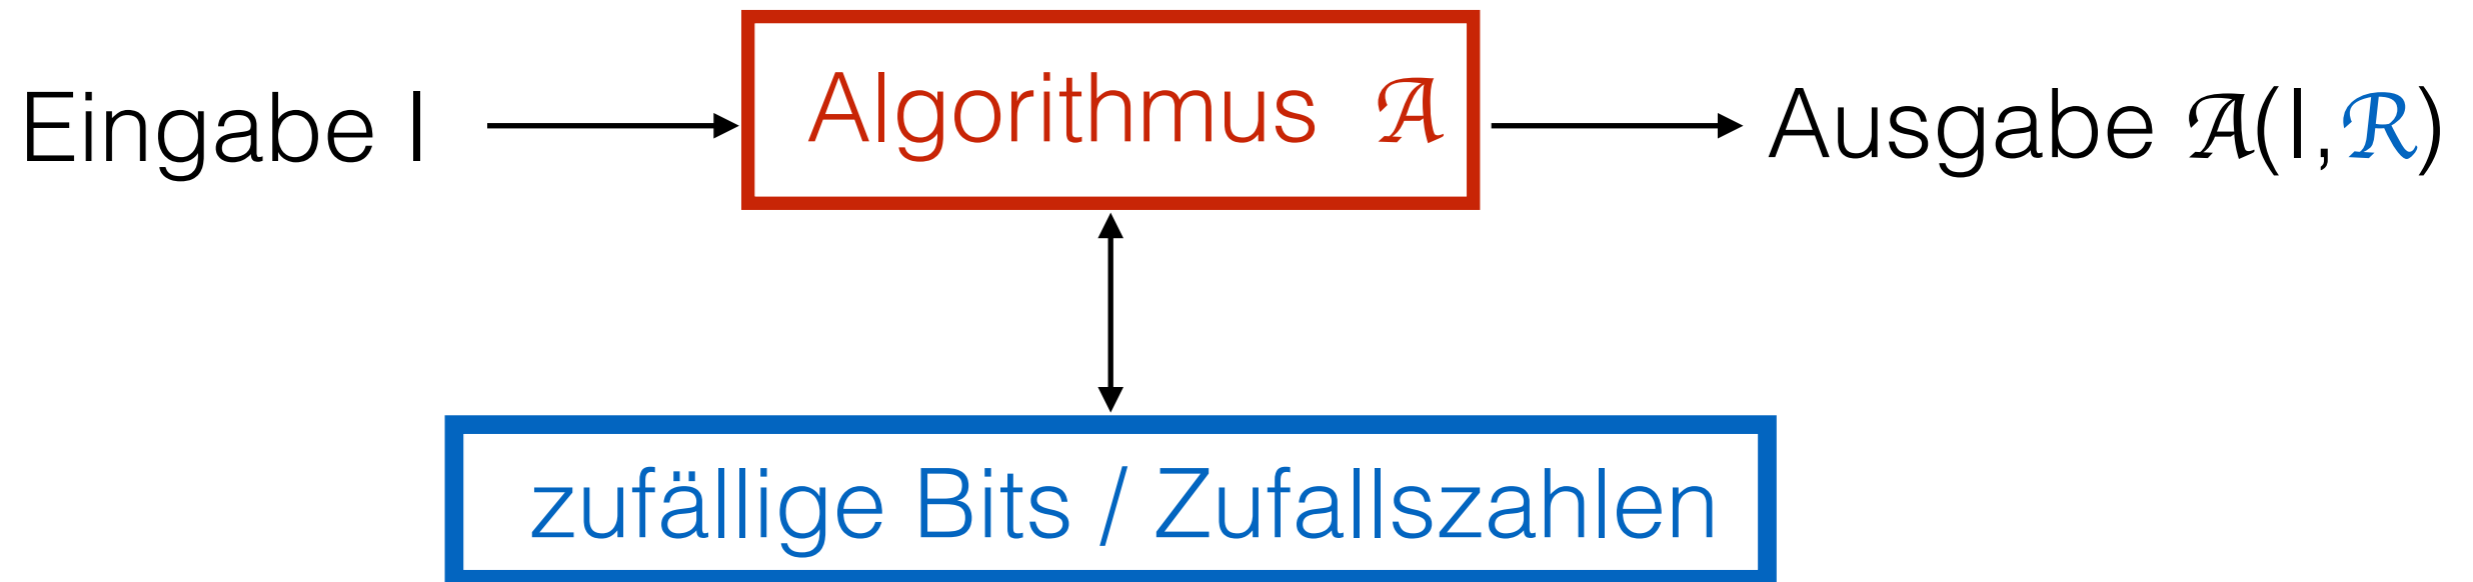 Eingabe I
Algorithmus 𝒜
Ausgabe 𝒜(I,ℛ)
zufällige Bits / Zufallszahlen